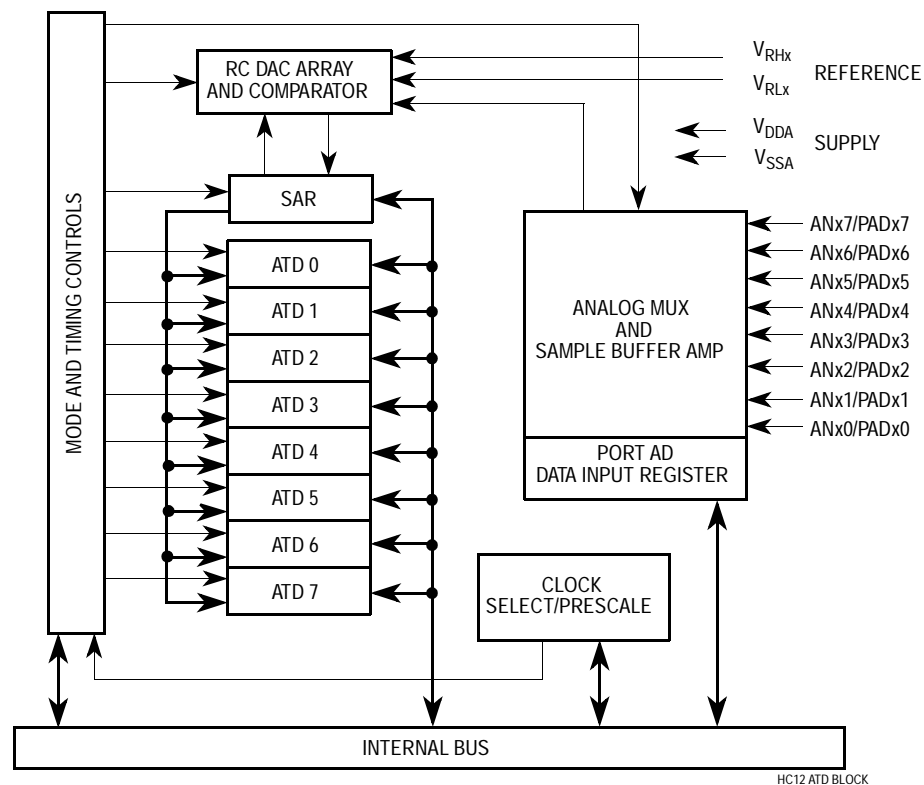 MODE AND TIMING CONTROLS
RC DAC ARRAY
AND COMPARATOR
VRHx
VRLx
REFERENCE
VDDA
VSSA
SUPPLY
SAR
ATD 0
ATD 1
ATD 2
ATD 3
ATD 4
ATD 5
ATD 6
ATD 7
ANALOG MUX
AND
SAMPLE BUFFER AMP
PORT AD
DATA INPUT REGISTER
ANx7/PADx7
ANx6/PADx6
ANx5/PADx5
ANx4/PADx4
ANx3/PADx3
ANx2/PADx2
ANx1/PADx1
ANx0/PADx0
CLOCK
SELECT/PRESCALE
INTERNAL BUS
HC12 ATD BLOCK